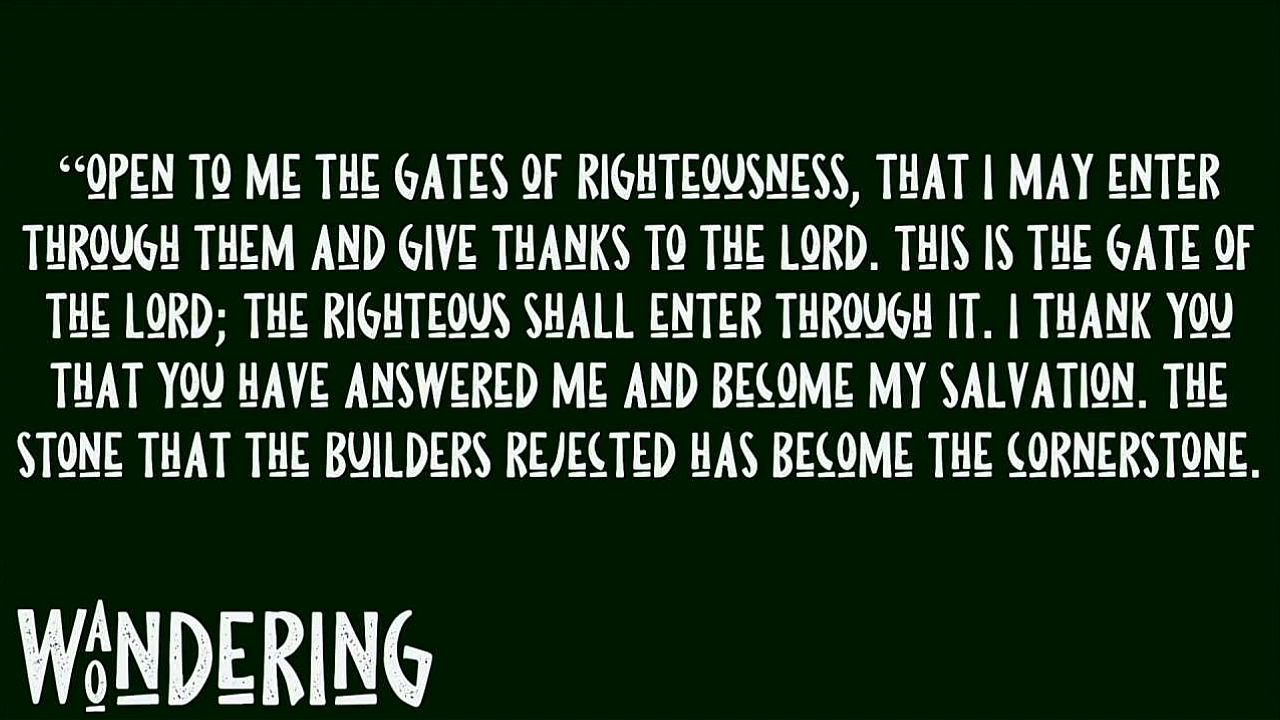 “OPEN TO ME THE GATES OF RIGHTEOUSNESS, THAT I MAY ENTER
THROUGH THEM AND GIVE THANKS TO THE LORD. THIS IS THE GATE OF
THE LORD; THE RIGHTEOUS SHALL ENTER THROUGH IT. I THANK YOU
THAT YOU HAVE ANSWERED ME AND BECOME MY SALVATION. THE
STONE THAT THE BUILDERS REJECTED HAS BECOME THE CORNERSTONE.
WAONDERING